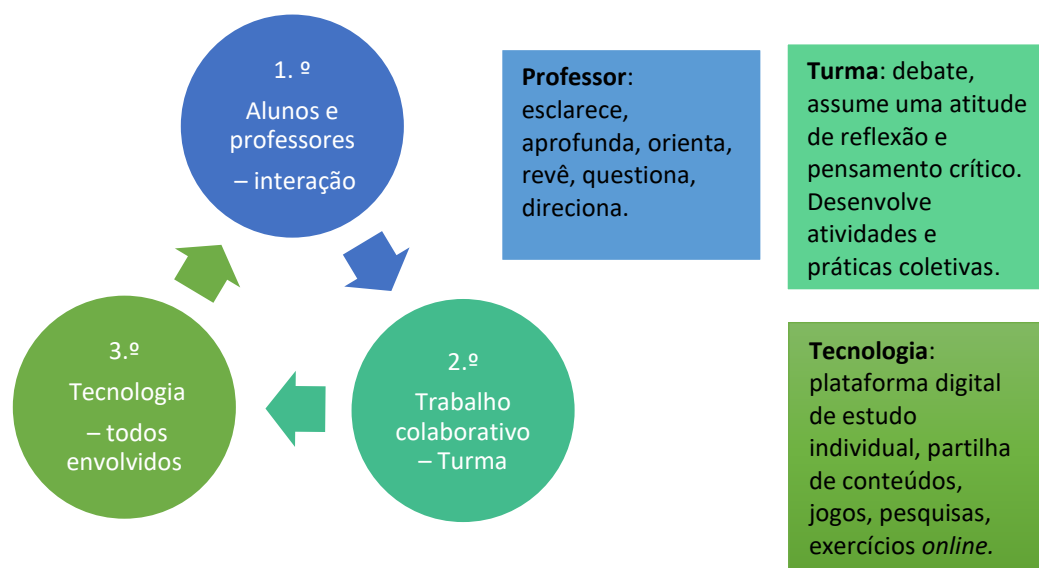 1. º
Alunos e
professores
– interação
2.º
Trabalho
colaborativo
– Turma
3.º
Tecnologia
– todos
envolvidos
Professor:
esclarece,
aprofunda, orienta,
revê, questiona,
direciona.
Turma: debate,
assume uma atitude
de reflexão e
pensamento crítico.
Desenvolve
atividades e
práticas coletivas.
Tecnologia:
plataforma digital
de estudo
individual, partilha
de conteúdos,
jogos, pesquisas,
exercícios online.